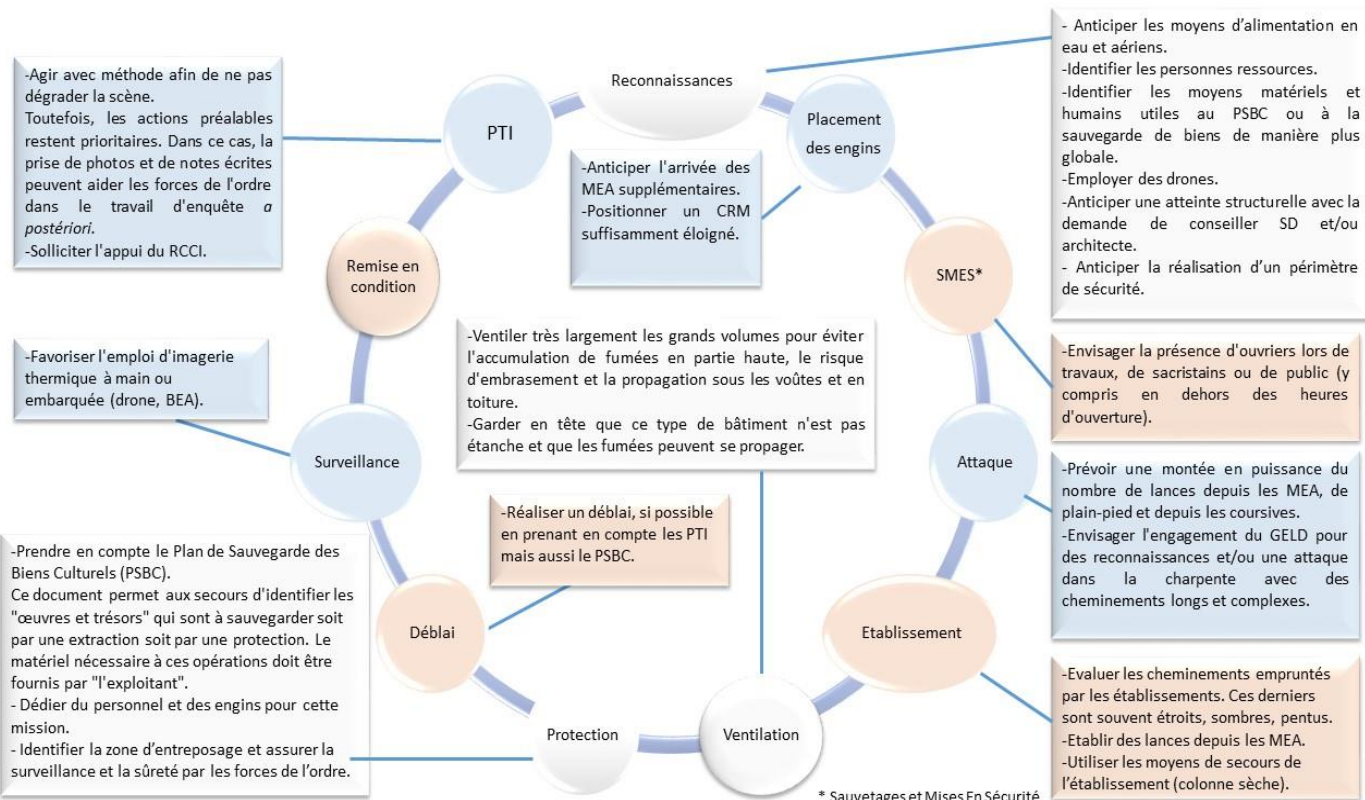 Reconnaissances
- Anticiper les moyens d’alimentation en
eau et aériens.
-Identifier les personnes ressources.
-Identifier les moyens matériels et
humains utiles au PSBC ou à la
sauvegarde de biens de manière plus
globale.
-Employer des drones.
-Anticiper une atteinte structurelle avec la
demande de conseiller SD et/ou
architecte.
- Anticiper la réalisation d’un périmètre
de sécurité.
Placement
des engins
-Anticiper l'arrivée des
MEA supplémentaires.
-Positionner un CRM
suffisamment éloigné.
SMES*
-Envisager la présence d'ouvriers lors de
travaux, de sacristains ou de public (y
compris en dehors des heures
d'ouverture).
Attaque
-Prévoir une montée en puissance du
nombre de lances depuis les MEA, de
plain-pied et depuis les coursives.
-Envisager l'engagement du GELD pour
des reconnaissances et/ou une attaque
dans la charpente avec des
cheminements longs et complexes.
Etablissement
-Evaluer les cheminements empruntés
par les établissements. Ces derniers
sont souvent étroits, sombres, pentus.
-Etablir des lances depuis les MEA.
-Utiliser les moyens de secours de
l’établissement (colonne sèche).
Ventilation
-Ventiler très largement les grands volumes pour éviter
l'accumulation de fumées en partie haute, le risque
d'embrasement et la propagation sous les voûtes et en
toiture.
-Garder en tête que ce type de bâtiment n'est pas
étanche et que les fumées peuvent se propager.
Protection
-Prendre en compte le Plan de Sauvegarde des
Biens Culturels (PSBC).
Ce document permet aux secours d'identifier les
"œuvres et trésors" qui sont à sauvegarder soit
par une extraction soit par une protection. Le
matériel nécessaire à ces opérations doit être
fournis par "l'exploitant".
- Dédier du personnel et des engins pour cette
mission.
- Identifier la zone d’entreposage et assurer la
surveillance et la sûreté par les forces de l’ordre.
Déblai
-Réaliser un déblai, si possible
en prenant en compte les PTI
mais aussi le PSBC.
Surveillance
-Favoriser l'emploi d'imagerie
thermique à main ou
embarquée (drone, BEA).
Remise en
condition
PTI
-Agir avec méthode afin de ne pas
dégrader la scène.
Toutefois, les actions préalables
restent prioritaires. Dans ce cas, la
prise de photos et de notes écrites
peuvent aider les forces de l'ordre
dans le travail d'enquête a
postériori.
-Solliciter l'appui du RCCI.
* Sauvetages et Mises En Sécurité